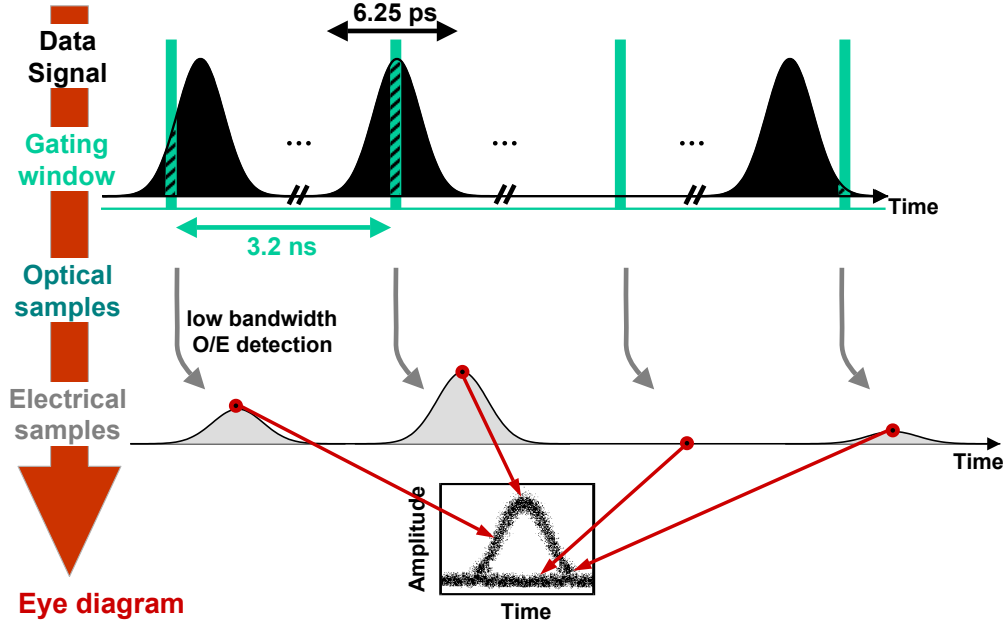 6.25 ps
Data
Signal
Gating
window
...
...
...
Time
3.2 ns
Optical
samples
low bandwidth
O/E detection
Electrical
samples
Time
Amplitude
Time
Eye diagram